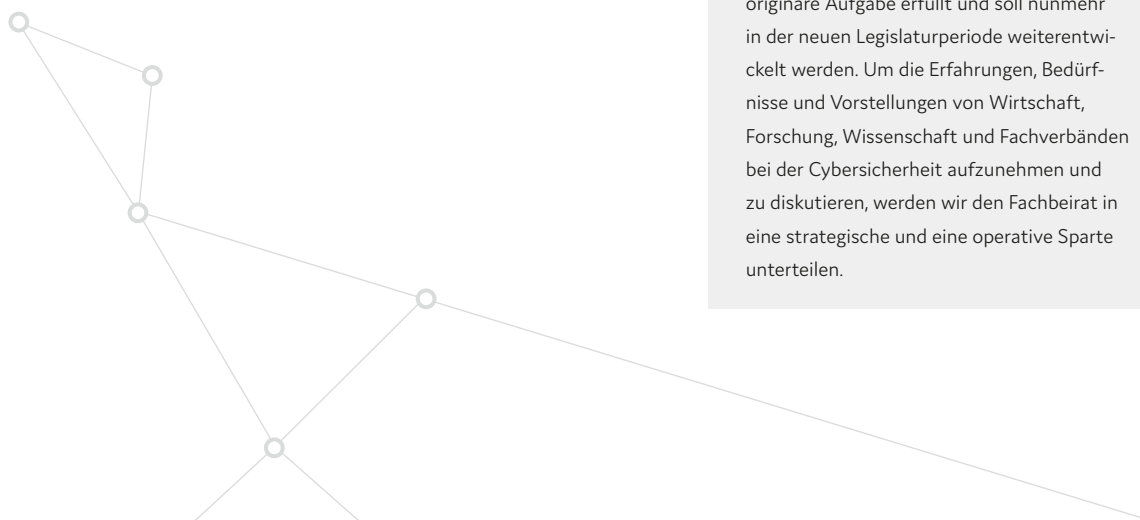 originäre Aufgabe erfüllt und soll nunmehr
in der neuen Legislaturperiode weiterentwi-
ckelt werden. Um die Erfahrungen, Bedürf-
nisse und Vorstellungen von Wirtschaft,
Forschung, Wissenschaft und Fachverbänden
bei der Cybersicherheit aufzunehmen und
zu diskutieren, werden wir den Fachbeirat in
eine strategische und eine operative Sparte
unterteilen.